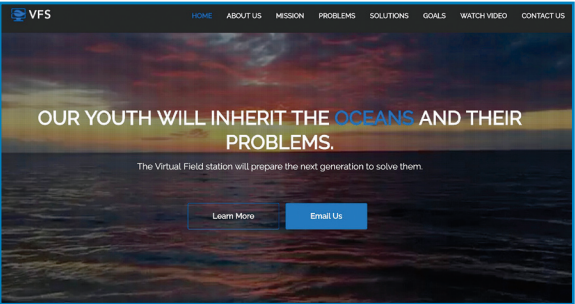 VFS
HOME ABOUT US MISSION PROBLEMS SOLUTIONS GOALS WATCH VIDEO CONTACT US
OUR YOUTH WILL INHERIT THE OCEANS AND THEIR
PROBLEMS.
The Virtual Field station will prepare the next generation to solve them.
Learn More Email Us